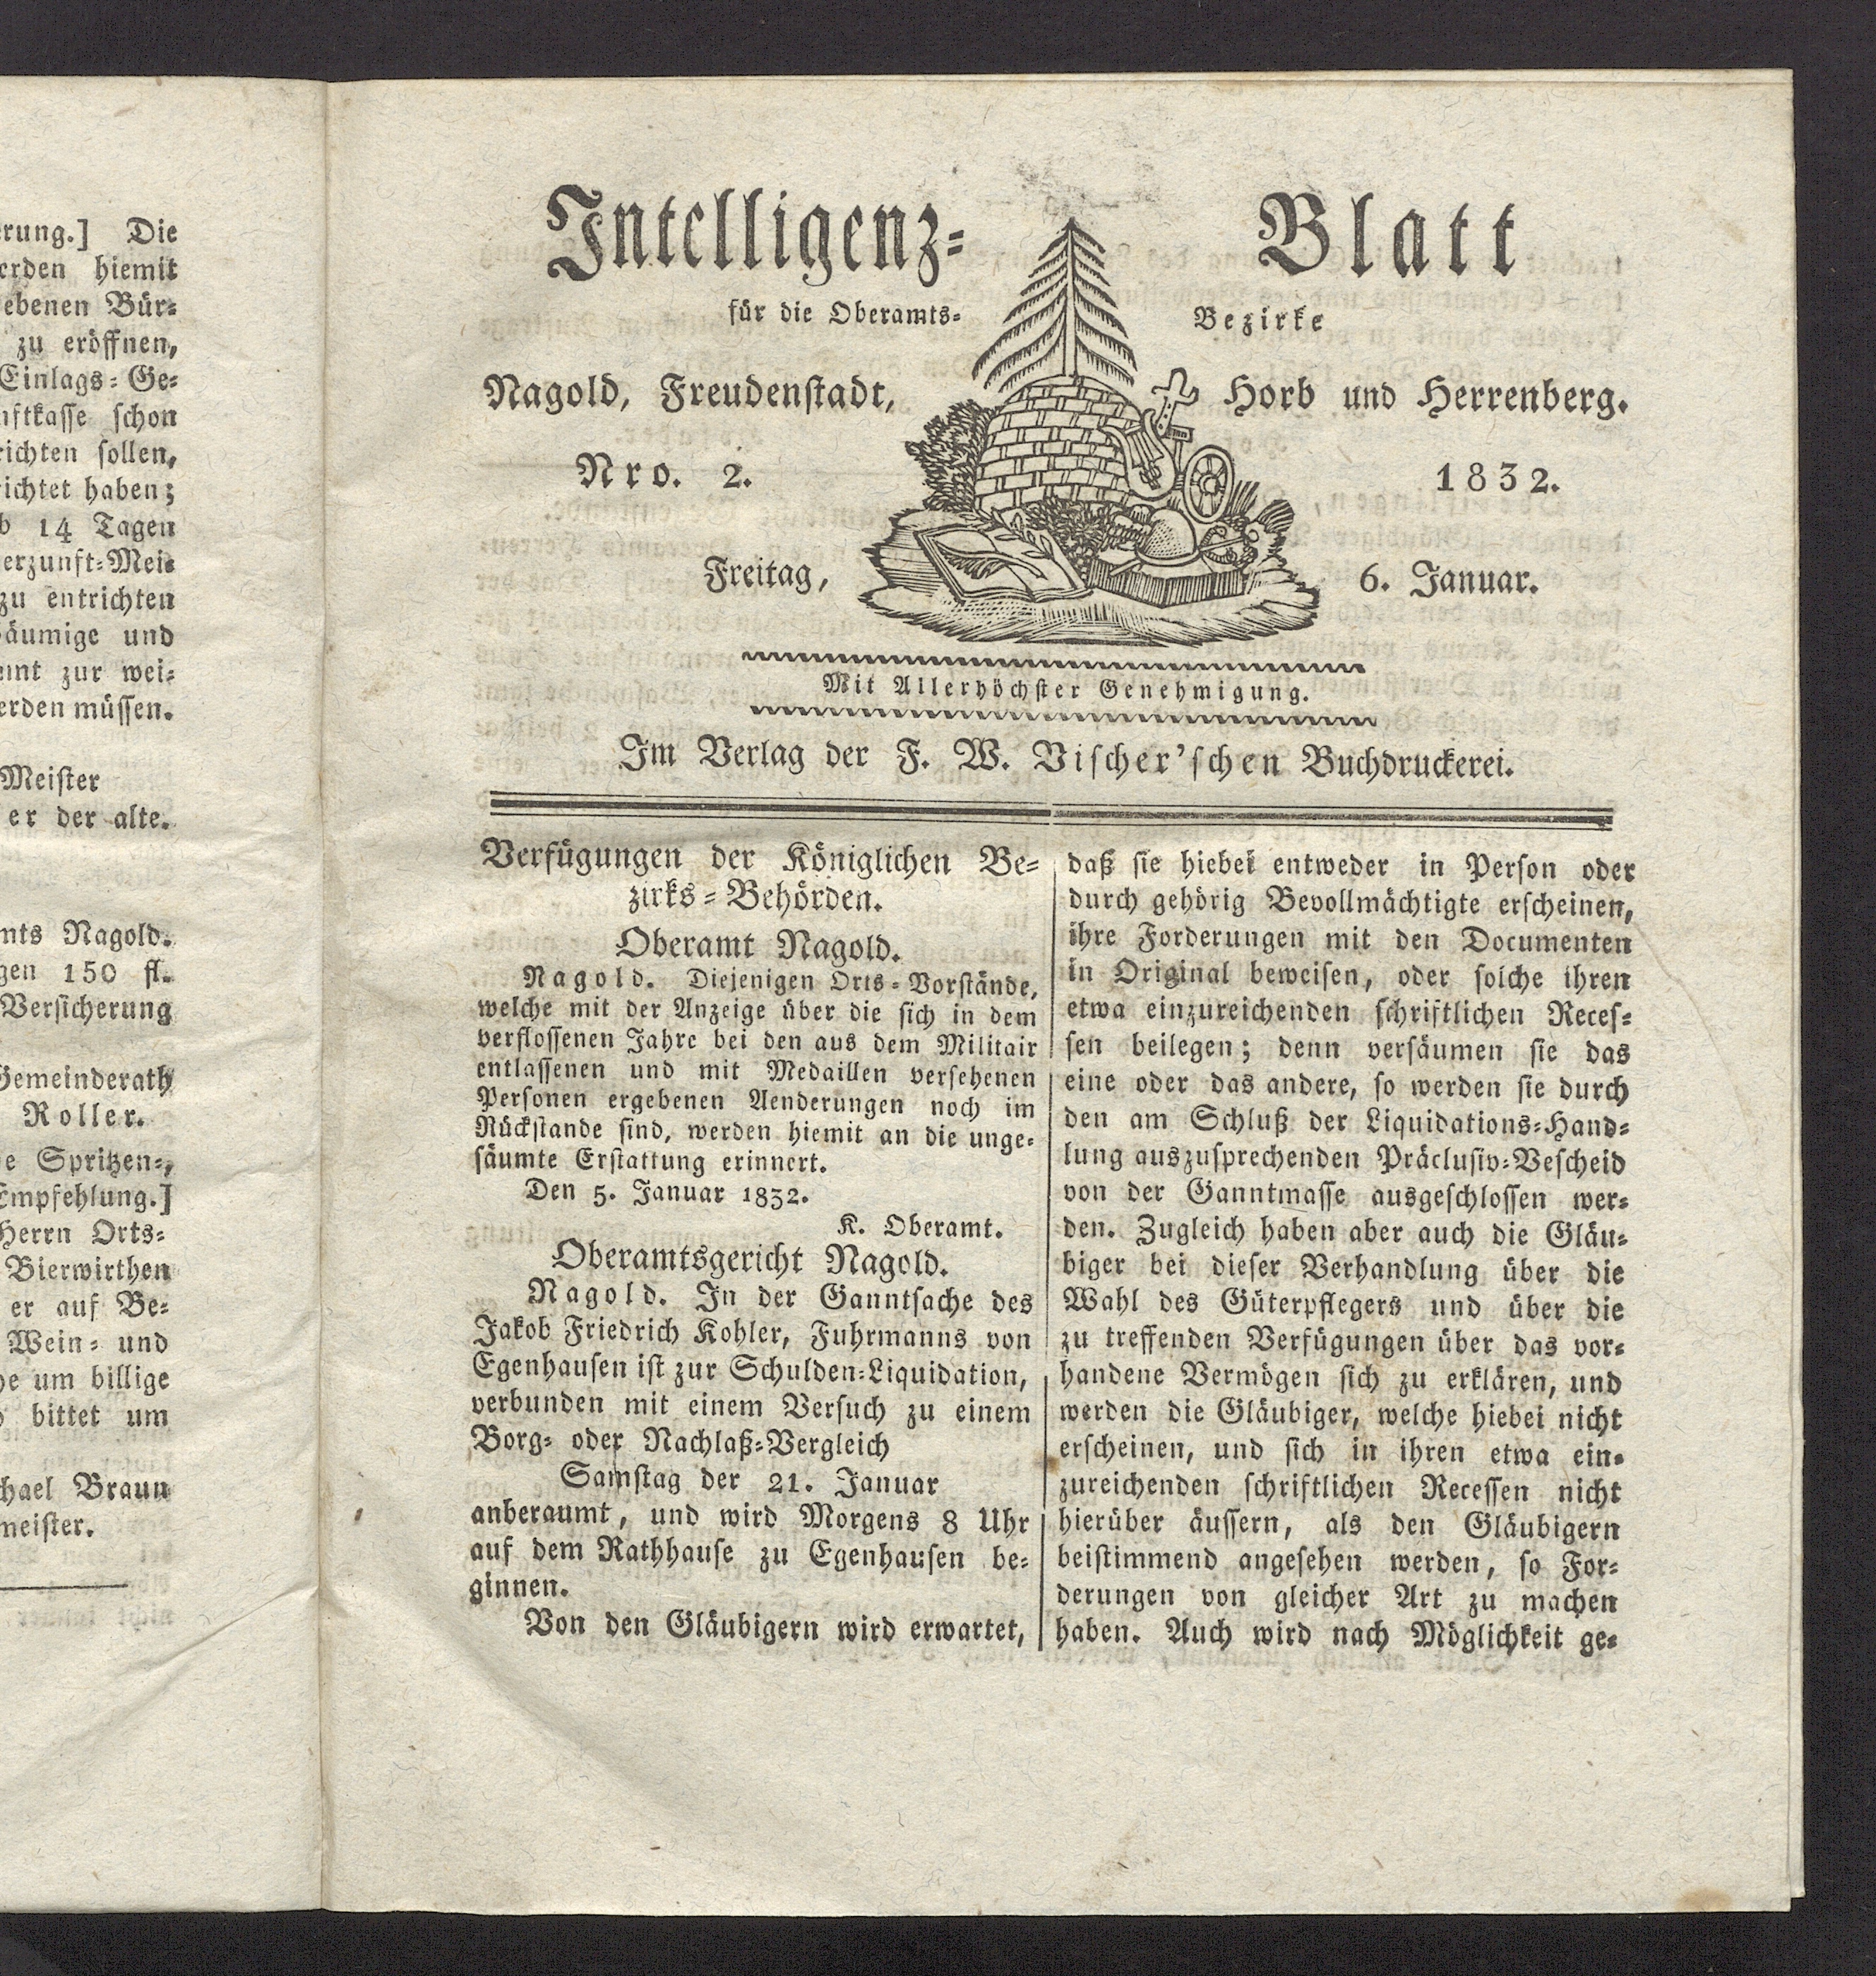 rung.] Die
erden hiemit
ebenen Bür-
zu eröffnen,
Einlags-Ge-
nftkasse schon
richten sollen,
richtet haben;
b 14 Tagen
erzunft-Mei-
zu entrichten
säumige und
amt zur wei-
erden müssen.
Meister
er der alte.
mts Nagold.
gen 150 fl.
Versicherung
Gemeinderath
Roller.
e Spritzen-,
Empfehlung.]
Herrn Orts-
Bierwirthen
er auf Be-
Wein- und
he um billige
bittet um
chael Braun
meister.
Intelligenz- Blatt
für die Oberamts- Bezirke
Nagold, Freudenstadt, Horb und Herrenberg.
Nro. 2. 1832.
Freitag, 6. Januar.
Mit Allerhöchster Genehmigung.
Im Verlag der F. W. Vischer'schen Buchdruckerei.
Verfügungen der Königlichen Be-
zirks-Behörden.
Oberamt Nagold.
Nagold. Diejenigen Orts-Vorstände,
welche mit der Anzeige über die sich in dem
verflossenen Jahre bei den aus dem Militair
entlassenen und mit Medaillen versehenen
Personen ergebenen Aenderungen noch im
Rückstande sind, werden hiemit an die unge-
säumte Erstattung erinnert.
Den 5. Januar 1832.
K. Oberamt.
Oberamtsgericht Nagold.
Nagold. In der Ganntsache des
Jakob Friedrich Kohler, Fuhrmanns von
Egenhausen ist zur Schulden-Liquidation,
verbunden mit einem Versuch zu einem
Borg- oder Nachlaß-Vergleich
Samstag der 21. Januar
anberaumt, und wird Morgens 8 Uhr
auf dem Rathhause zu Egenhausen be-
ginnen.
Von den Gläubigern wird erwartet,
daß sie hiebei entweder in Person oder
durch gehörig Bevollmächtigte erscheinen,
ihre Forderungen mit den Documenten
in Original beweisen, oder solche ihren
etwa einzureichenden schriftlichen Reces-
sen beilegen; denn versäumen sie das
eine oder das andere, so werden sie durch
den am Schluß der Liquidations-Hand-
lung auszusprechenden Präclusiv-Bescheid
von der Ganntmasse ausgeschlossen wer-
den. Zugleich haben aber auch die Gläu-
biger bei dieser Verhandlung über die
Wahl des Güterpflegers und über die
zu treffenden Verfügungen über das vor-
handene Vermögen sich zu erklären, und
werden die Gläubiger, welche hiebei nicht
erscheinen, und sich in ihren etwa ein-
zureichenden schriftlichen Recessen nicht
hierüber äussern, als den Gläubigern
beistimmend angesehen werden, so For-
derungen von gleicher Art zu machen
haben. Auch wird nach Möglichkeit ge-